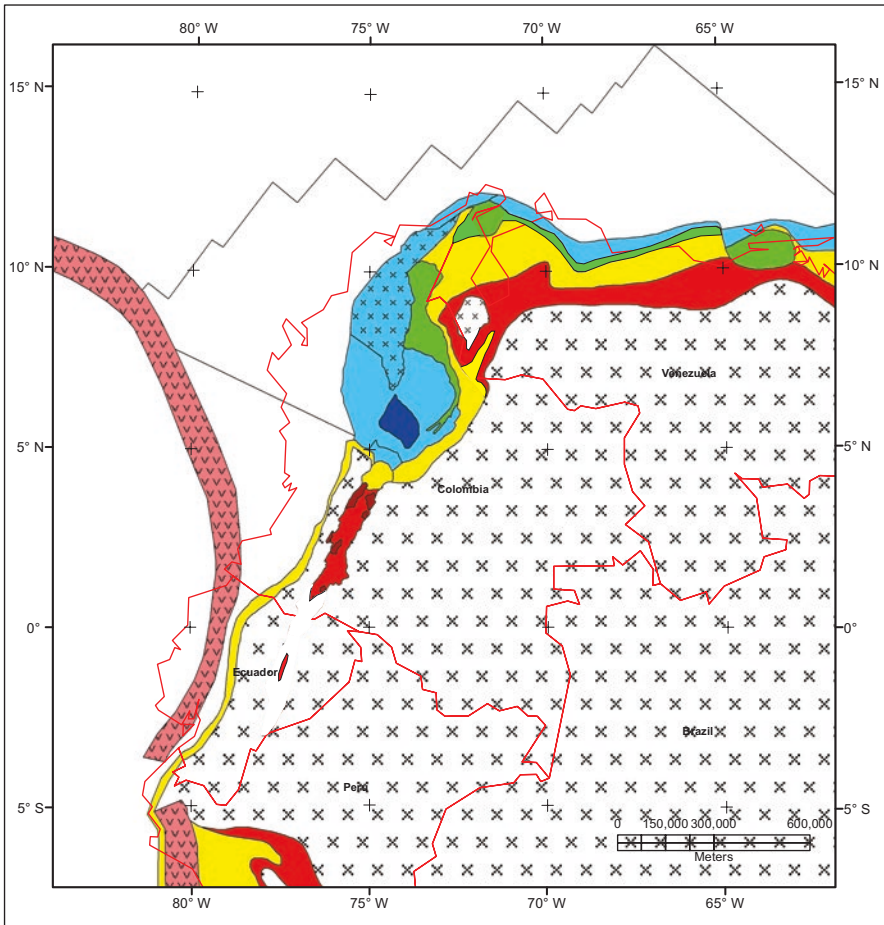 80° W 75° W 70° W 65° W
15° N 15° N
10° N 10° N
Venezuela
5° N 5° N
Colombia
0° 0°
Ecuador
Brazil
Perú
5° S 5° S
0 150,000 300,000 600,000
Meters
80° W 75° W 70° W 65° W